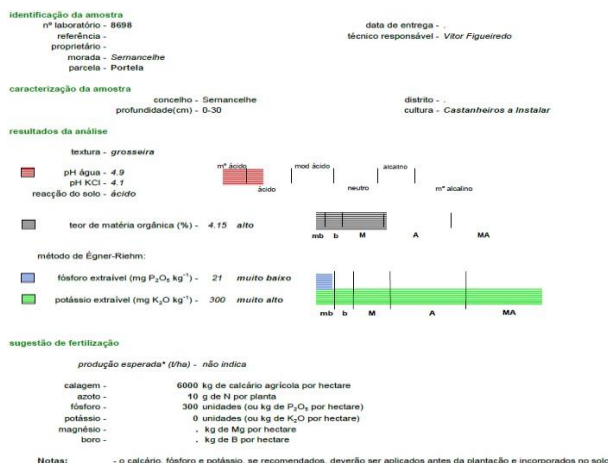 identificação da amostra
nº laboratório - 8698 data de entrega - .
referência - técnico responsável - Vitor Figueiredo
proprietário -
morada - Sernancelhe
parcela - Portela
caracterização da amostra
concelho - Sernancelhe distrito - .
profundidade(cm) - 0-30 cultura - Castanheiros a Instalar
resultados da análise
textura - grosseira
mº ácido mod ácido alcalino
pH água - 4.9
pH KCl - 4.1
reacção do solo - ácido
ácido neutro mº alcalino
teor de matéria orgânica (%) - 4.15 alto
mb b M A MA
método de Égner-Riehm:
fósforo extraível (mg P₂O₅ kg⁻¹) - 21 muito baixo
potássio extraível (mg K₂O kg⁻¹) - 300 muito alto
mb b M A MA
sugestão de fertilização
produção esperada* (t/ha) - não indica
calagem - 6000 kg de calcário agrícola por hectare
azoto - 10 g de N por planta
fósforo - 300 unidades (ou kg de P₂O₅ por hectare)
potássio - 0 unidades (ou kg de K₂O por hectare)
magnésio - . kg de Mg por hectare
boro - . kg de B por hectare
Notas: - o calcário, fósforo e potássio, se recomendados, deverão ser aplicados antes da plantação e incorporados no solo